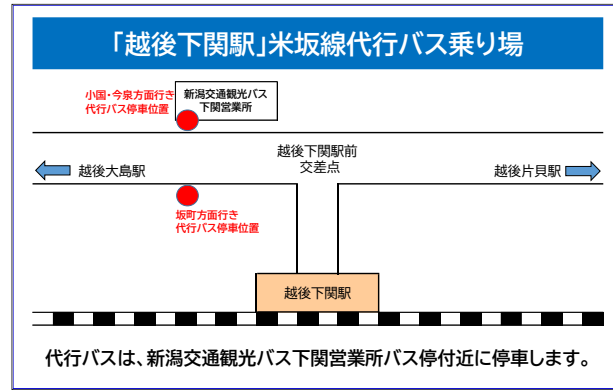 「越後下関駅」米坂線代行バス乗り場
小国・今泉方面行き
代行バス停車位置
新潟交通観光バス
下関営業所
越後下関駅前
交差点
越後大島駅
越後片貝駅
坂町方面行き
代行バス停車位置
越後下関駅
代行バスは、新潟交通観光バス下関営業所バス停付近に停車します。